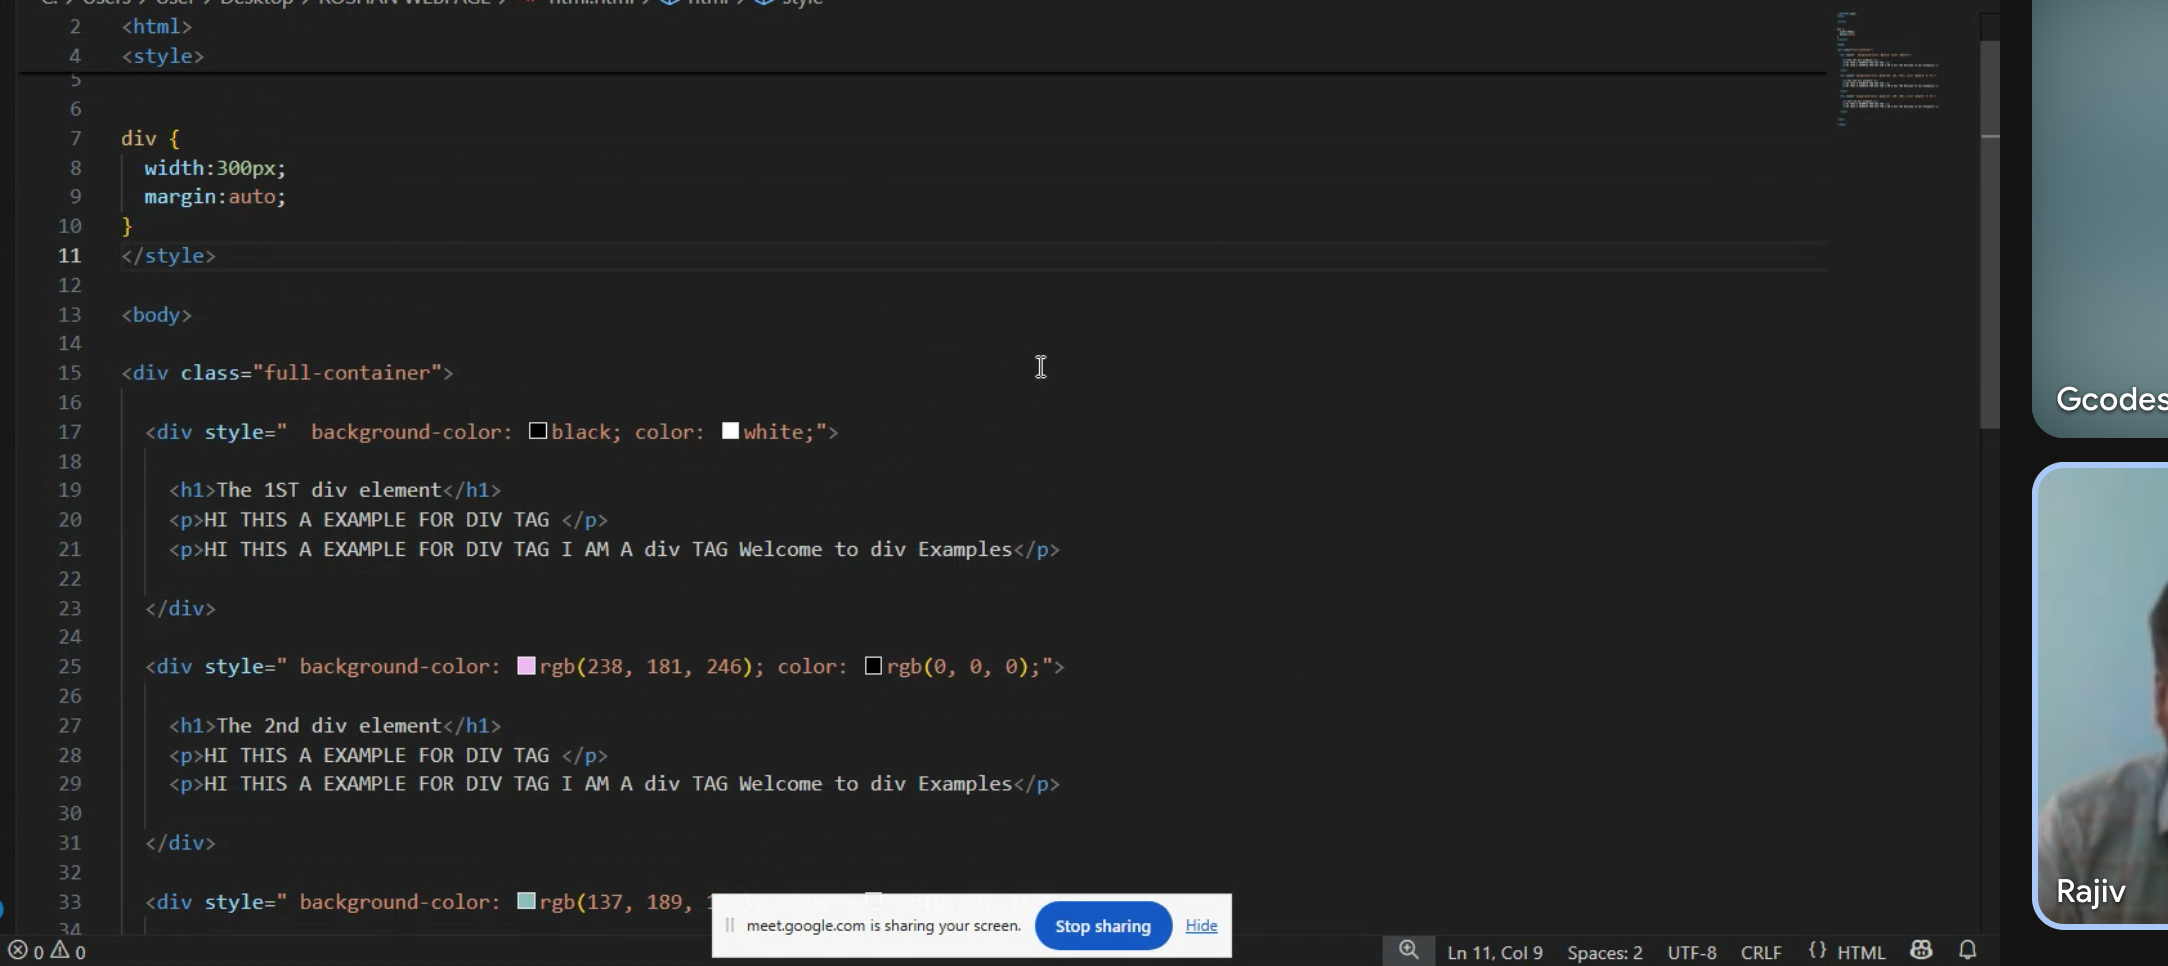 C: > Users > User > Desktop > ROSHAN WEBPAGE > html.html > html > style
2 <html>
4 <style>
5
6
7 div {
8 width:300px;
9 margin:auto;
10 }
11 </style>
12
13 <body>
14
15 <div class="full-container">
16
17 <div style="  background-color: black; color: white;">
18
19 <h1>The 1ST div element</h1>
20 <p>HI THIS A EXAMPLE FOR DIV TAG </p>
21 <p>HI THIS A EXAMPLE FOR DIV TAG I AM A div TAG Welcome to div Examples</p>
22
23 </div>
24
25 <div style=" background-color: rgb(238, 181, 246); color: rgb(0, 0, 0);">
26
27 <h1>The 2nd div element</h1>
28 <p>HI THIS A EXAMPLE FOR DIV TAG </p>
29 <p>HI THIS A EXAMPLE FOR DIV TAG I AM A div TAG Welcome to div Examples</p>
30
31 </div>
32
33 <div style=" background-color: rgb(137, 189,
34
meet.google.com is sharing your screen. Stop sharing Hide
0 0 Ln 11, Col 9 Spaces: 2 UTF-8 CRLF {} HTML
Gcodes
Rajiv